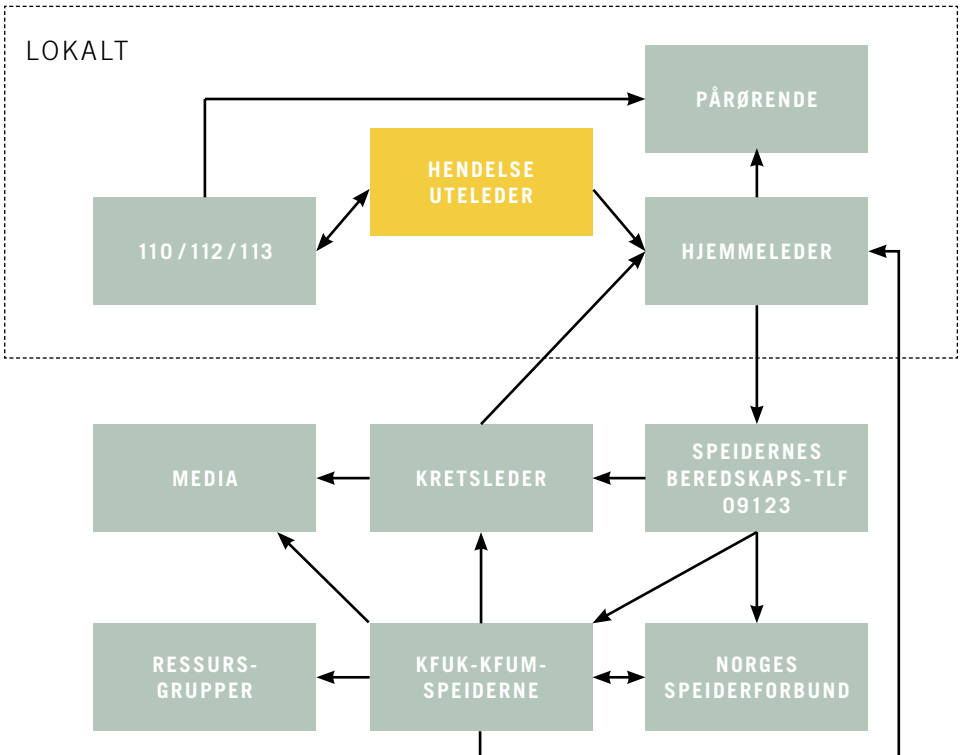 LOKALT
PÅRØRENDE
HENDELSE
UTELEDER
110/112/113
HJEMMELEDER
MEDIA
KRETSLEDER
SPEIDERNES
BEREDSKAPS-TLF
09123
RESSURS-
GRUPPER
KFUK-KFUM-
SPEIDERNE
NORGES
SPEIDERFORBUND